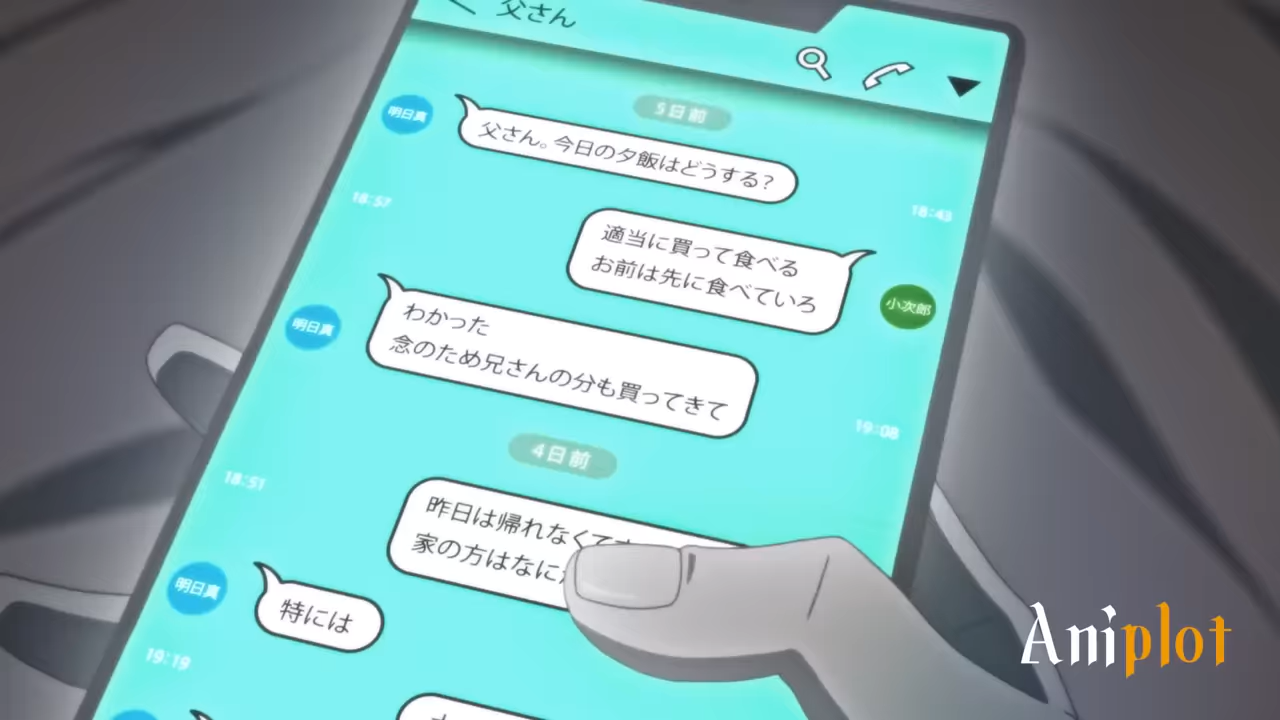 父さん
5日前
明日真
父さん。今日の夕飯はどうする?
18:43
18:57
適当に買って食べる
お前は先に食べていろ
小次郎
明日真
わかった
念のため兄さんの分も買ってきて
19:08
4日前
18:51
昨日は帰れなくて
家の方はなに
明日真
特には
19:19
Aniplot